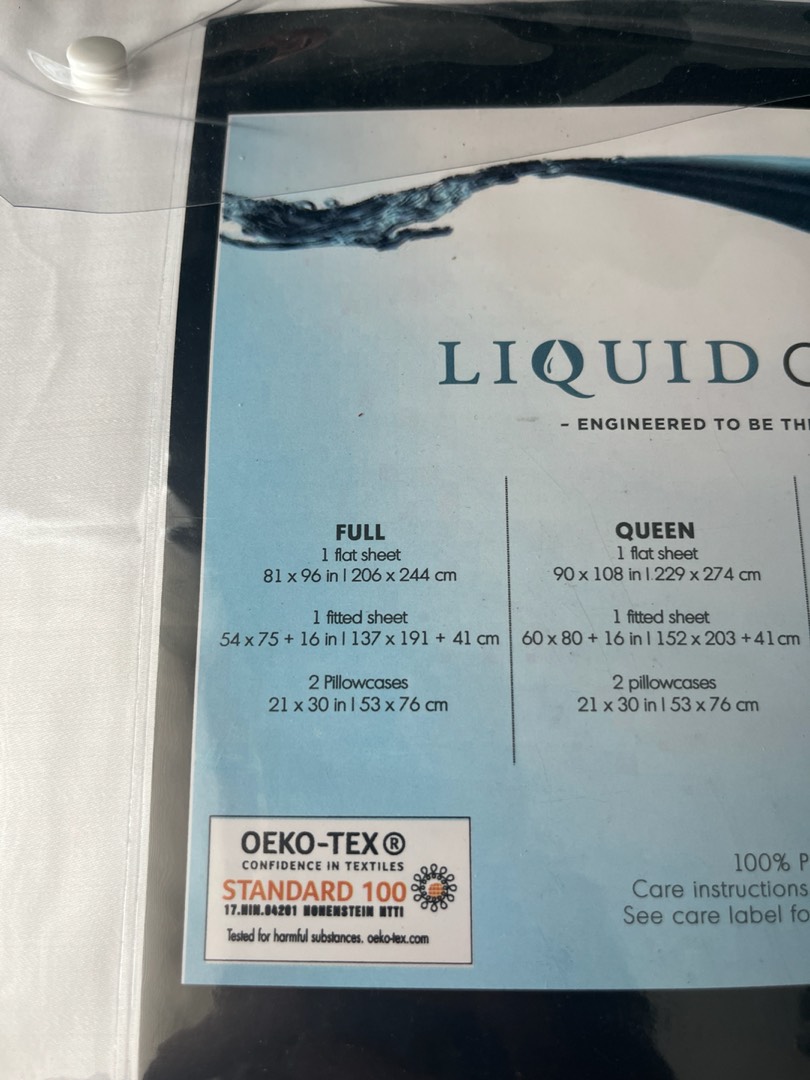 LIQUID
– ENGINEERED TO BE
FULL
1 flat sheet
81 x 96 in | 206 x 244 cm
1 fitted sheet
54 x 75 + 16 in | 137 x 191 + 41 cm
2 Pillowcases
21 x 30 in | 53 x 76 cm
QUEEN
1 flat sheet
90 x 108 in | 229 x 274 cm
1 fitted sheet
60 x 80 + 16 in | 152 x 203 +41cm
2 pillowcases
21 x 30 in | 53 x 76 cm
OEKO-TEX®
CONFIDENCE IN TEXTILES
STANDARD 100
17.HIN.04201 HOHENSTEIN HTTI
Tested for harmful substances. oeko-tex.com
100%
Care instructions
See care label